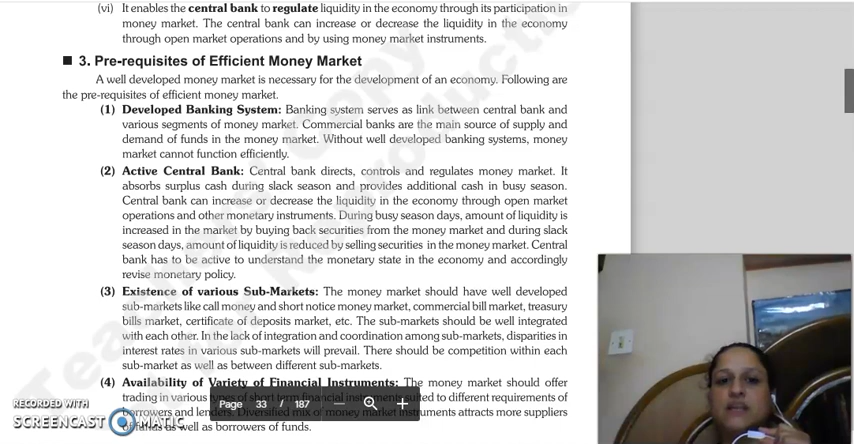 (vi) It enables the central bank to regulate liquidity in the economy through its participation in
money market. The central bank can increase or decrease the liquidity in the economy
through open market operations and by using money market instruments.
3. Pre-requisites of Efficient Money Market
A well developed money market is necessary for the development of an economy. Following are
the pre-requisites of efficient money market.
(1) Developed Banking System: Banking system serves as link between central bank and
various segments of money market. Commercial banks are the main source of supply and
demand of funds in the money market. Without well developed banking systems, money
market cannot function efficiently.
(2) Active Central Bank: Central bank directs, controls and regulates money market. It
absorbs surplus cash during slack season and provides additional cash in busy season.
Central bank can increase or decrease the liquidity in the economy through open market
operations and other monetary instruments. During busy season days, amount of liquidity is
increased in the market by buying back securities from the money market and during slack
season days, amount of liquidity is reduced by selling securities in the money market. Central
bank has to be active to understand the monetary state in the economy and accordingly
revise monetary policy.
(3) Existence of various Sub-Markets: The money market should have well developed
sub-markets like call money and short notice money market, commercial bill market, treasury
bills market, certificate of deposits market, etc. The sub-markets should be well integrated
with each other. In the lack of integration and coordination among sub-markets, disparities in
interest rates in various sub-markets will prevail. There should be competition within each
sub-market as well as between different sub-markets.
(4) Availability of Variety of Financial Instruments: The money market should offer
trading in various types of short term financial instruments suited to different requirements of
borrowers and lenders. Diversified mix of money market instruments attracts more suppliers
of funds as well as borrowers of funds.
Page 33 / 187
RECORDED WITH
SCREENCAST MATIC
Teacher's Copy